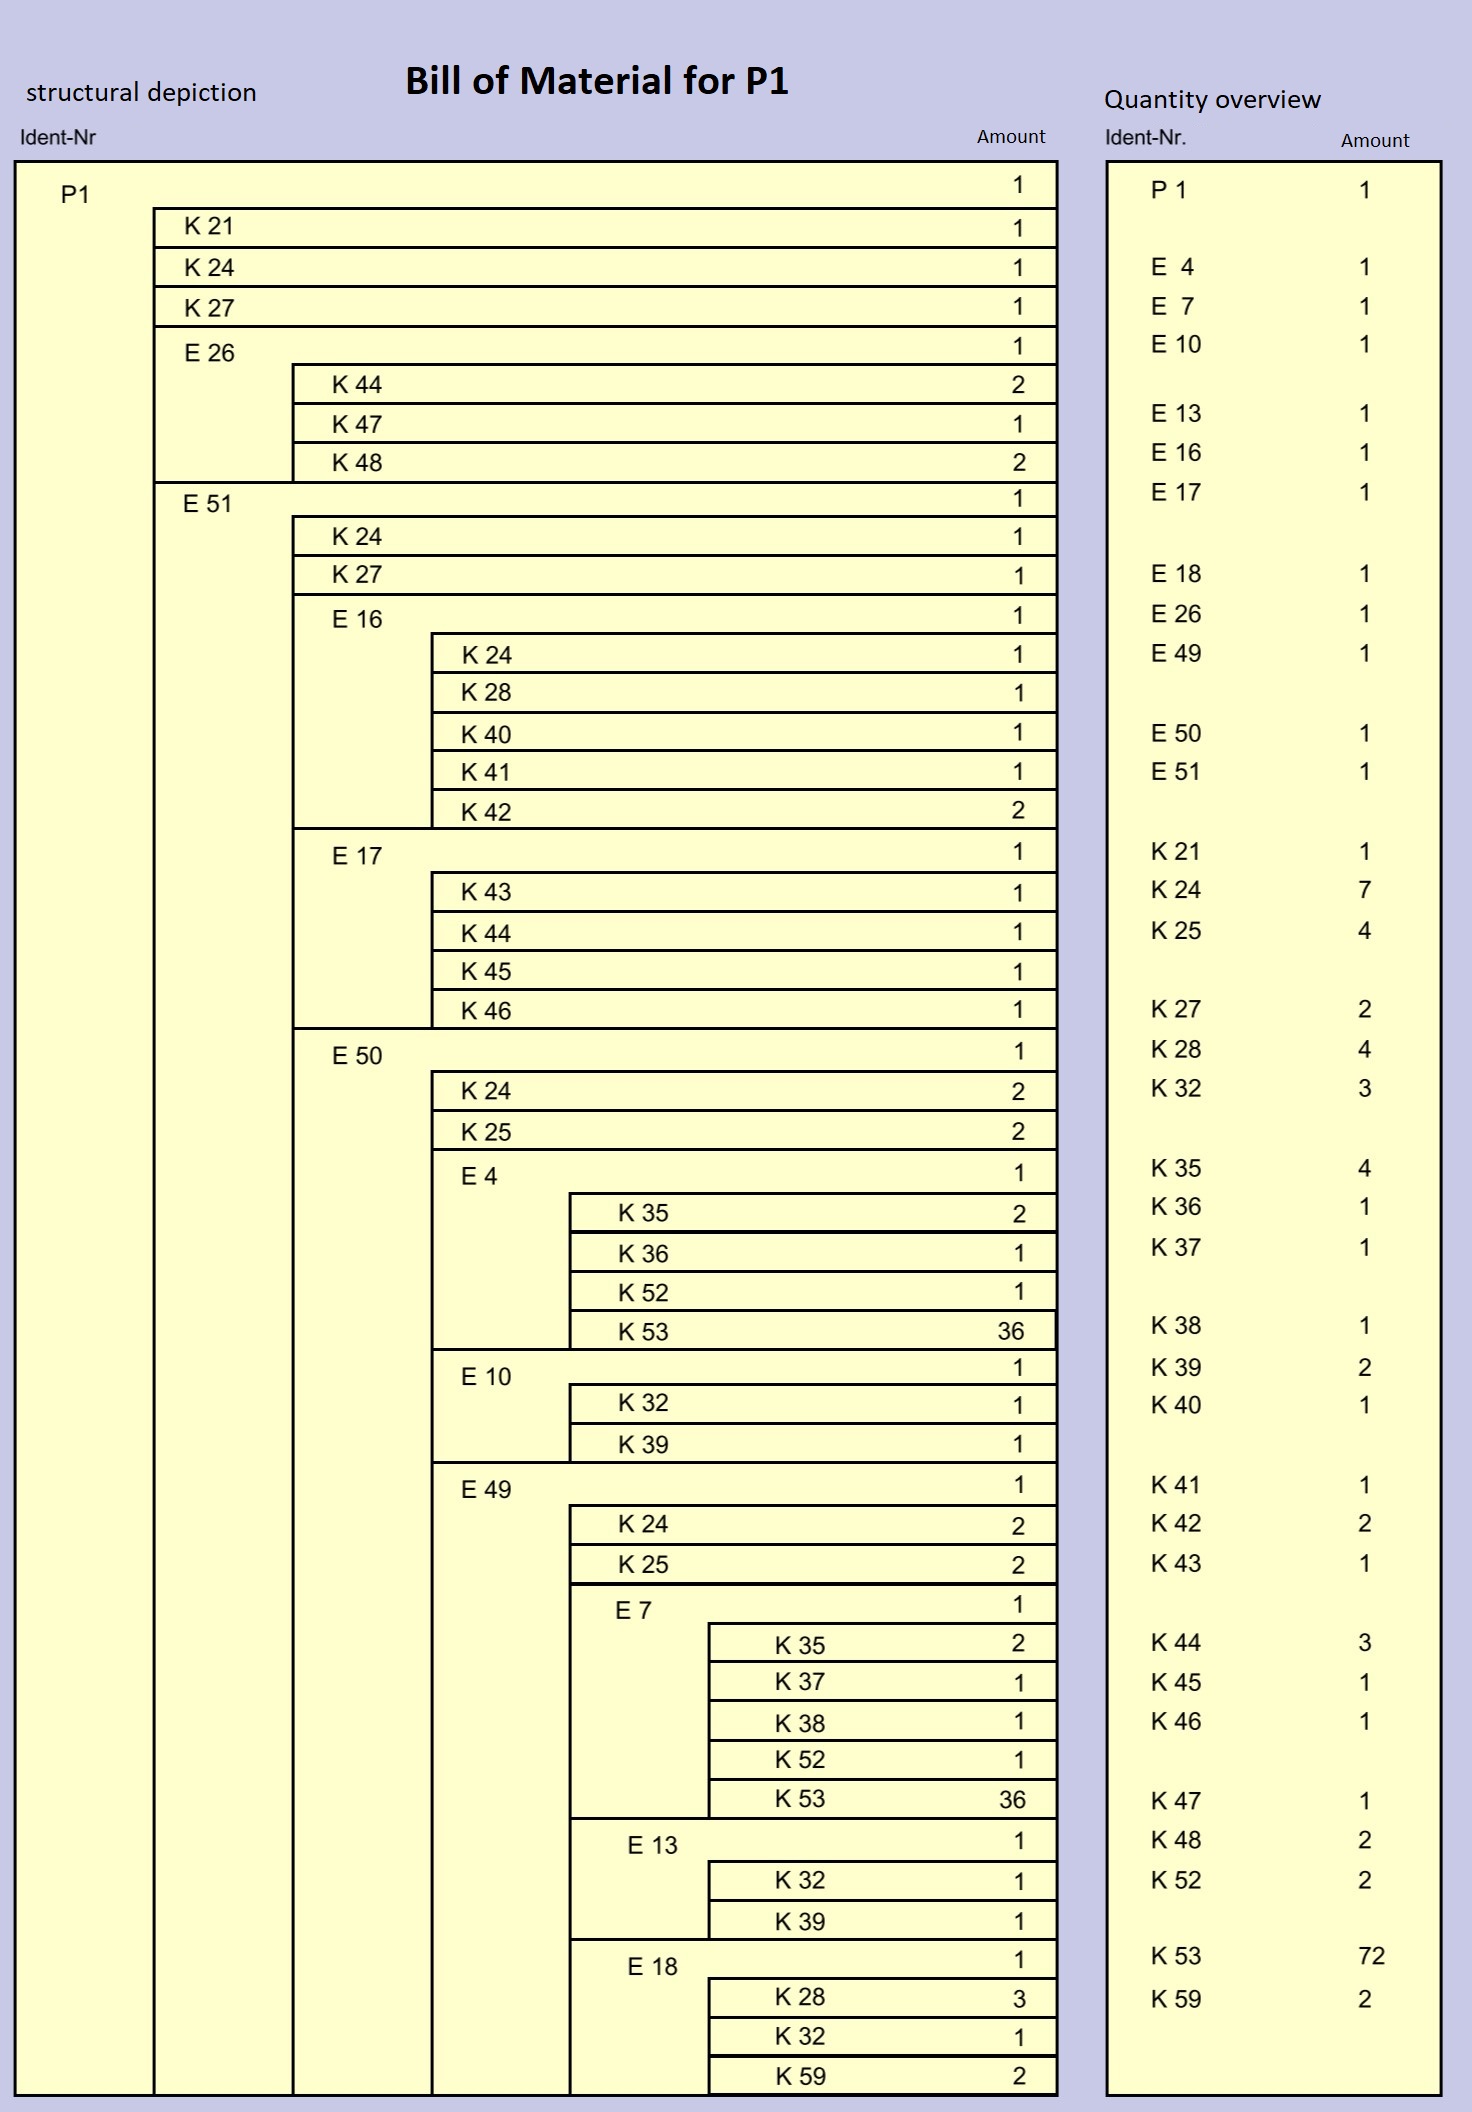 Bill of Material for P1
structural depiction
Ident-Nr Amount
P1 1
K 21 1
K 24 1
K 27 1
E 26 1
K 44 2
K 47 1
K 48 2
E 51 1
K 24 1
K 27 1
E 16 1
K 24 1
K 28 1
K 40 1
K 41 1
K 42 2
E 17 1
K 43 1
K 44 1
K 45 1
K 46 1
E 50 1
K 24 2
K 25 2
E 4 1
K 35 2
K 36 1
K 52 1
K 53 36
E 10 1
K 32 1
K 39 1
E 49 1
K 24 2
K 25 2
E 7 1
K 35 2
K 37 1
K 38 1
K 52 1
K 53 36
E 13 1
K 32 1
K 39 1
E 18 1
K 28 3
K 32 1
K 59 2
Quantity overview
Ident-Nr. Amount
P 1 1
E 4 1
E 7 1
E 10 1
E 13 1
E 16 1
E 17 1
E 18 1
E 26 1
E 49 1
E 50 1
E 51 1
K 21 1
K 24 7
K 25 4
K 27 2
K 28 4
K 32 3
K 35 4
K 36 1
K 37 1
K 38 1
K 39 2
K 40 1
K 41 1
K 42 2
K 43 1
K 44 3
K 45 1
K 46 1
K 47 1
K 48 2
K 52 2
K 53 72
K 59 2